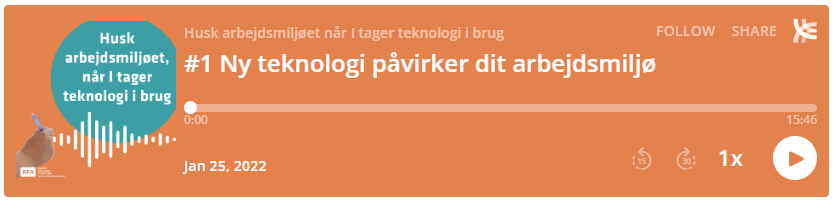 Husk
arbejdsmiljøet,
når I tager
teknologi i brug
BFA
Husk arbejdsmiljøet når I tager teknologi i brug
FOLLOW SHARE
#1 Ny teknologi påvirker dit arbejdsmiljø
0:00 15:46
Jan 25, 2022
15 30 1x